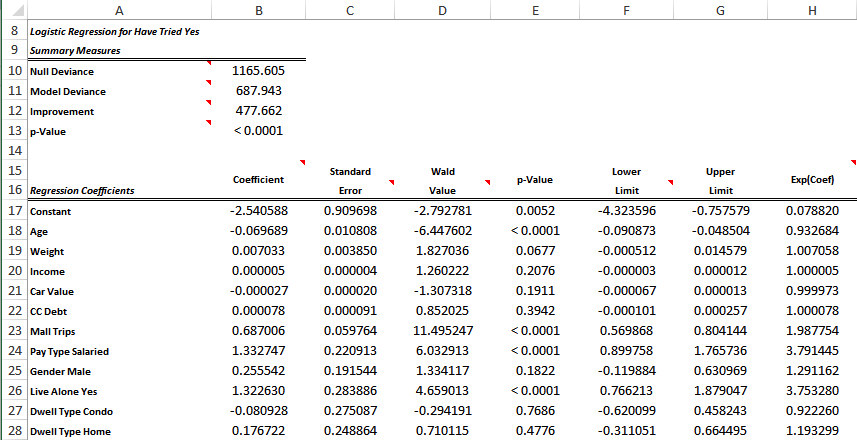 A B C D E F G H
8 Logistic Regression for Have Tried Yes
9 Summary Measures
10 Null Deviance 1165.605
11 Model Deviance 687.943
12 Improvement 477.662
13 p-Value < 0.0001
14
15 Coefficient Standard Wald p-Value Lower Upper Exp(Coef)
16 Regression Coefficients Error Value Limit Limit
17 Constant -2.540588 0.909698 -2.792781 0.0052 -4.323596 -0.757579 0.078820
18 Age -0.069689 0.010808 -6.447602 < 0.0001 -0.090873 -0.048504 0.932684
19 Weight 0.007033 0.003850 1.827036 0.0677 -0.000512 0.014579 1.007058
20 Income 0.000005 0.000004 1.260222 0.2076 -0.000003 0.000012 1.000005
21 Car Value -0.000027 0.000020 -1.307318 0.1911 -0.000067 0.000013 0.999973
22 CC Debt 0.000078 0.000091 0.852025 0.3942 -0.000101 0.000257 1.000078
23 Mall Trips 0.687006 0.059764 11.495247 < 0.0001 0.569868 0.804144 1.987754
24 Pay Type Salaried 1.332747 0.220913 6.032913 < 0.0001 0.899758 1.765736 3.791445
25 Gender Male 0.255542 0.191544 1.334117 0.1822 -0.119884 0.630969 1.291162
26 Live Alone Yes 1.322630 0.283886 4.659013 < 0.0001 0.766213 1.879047 3.753280
27 Dwell Type Condo -0.080928 0.275087 -0.294191 0.7686 -0.620099 0.458243 0.922260
28 Dwell Type Home 0.176722 0.248864 0.710115 0.4776 -0.311051 0.664495 1.193299